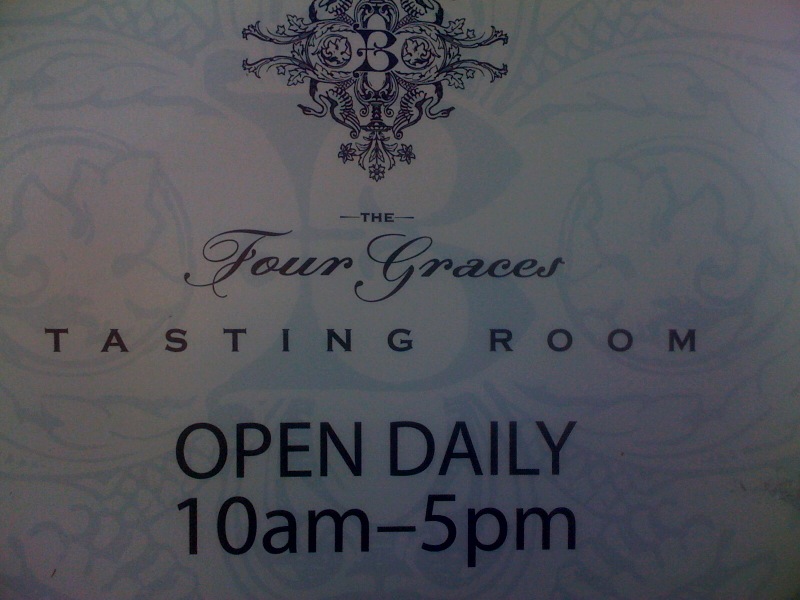 B
THE
Four Graces
TASTING ROOM
OPEN DAILY
10am–5pm